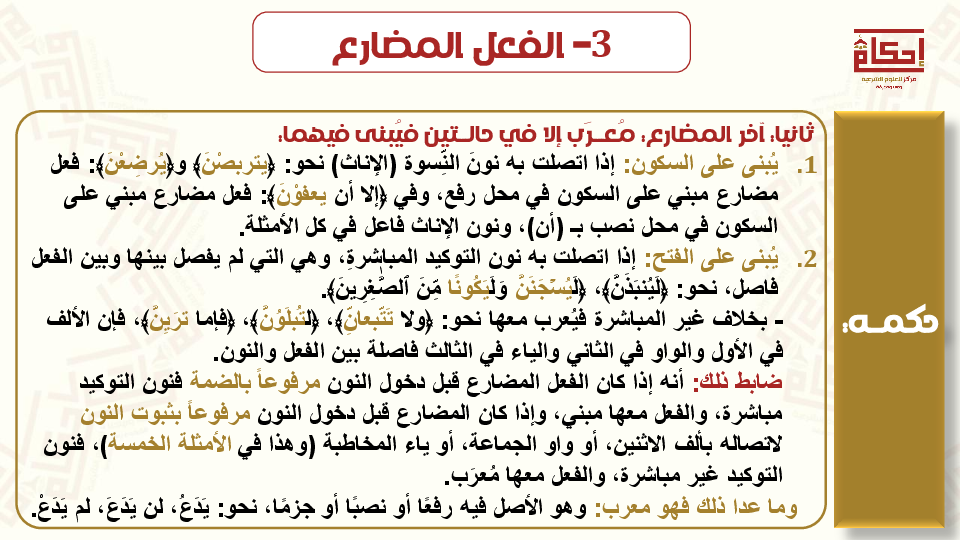 3- الفعل المضارع
إحكام
مركز للعلوم الشرعية
ثانيا: آخر المضارع: مُعـرَب إلا في حالـتين فيُبنى فيهما:
1. يُبنى على السكون: إذا اتصلت به نونَ النِّسوة (الإناث) نحو: ﴿يتربصْنَ﴾ و﴿يُرضِعْنَ﴾: فعل
مضارع مبني على السكون في محل رفع، وفي ﴿إلا أن يعفوْنَ﴾: فعل مضارع مبني على
السكون في محل نصب بـ (أن)، ونون الإناث فاعل في كل الأمثلة.
2. يُبنى على الفتح: إذا اتصلت به نون التوكيد المباشرة، وهي التي لم يفصل بينها وبين الفعل
فاصل، نحو: ﴿لَيُنبَذَنَّ﴾، ﴿لَيُسۡجَنَنَّ وَلَيَكُونًا مِّنَ ٱلصَّٰغِرِينَ﴾.
- بخلاف غير المباشرة فيُعرب معها نحو: ﴿ولا تَتَّبعانِّ﴾، ﴿لتُبلَوُنَّ﴾، ﴿فإما ترَيِنَّ﴾، فإن الألف
في الأول والواو في الثاني والياء في الثالث فاصلة بين الفعل والنون.
ضابط ذلك: أنه إذا كان الفعل المضارع قبل دخول النون مرفوعاً بالضمة فنون التوكيد
مباشرة، والفعل معها مبني، وإذا كان المضارع قبل دخول النون مرفوعاً بثبوت النون
لاتصاله بألف الاثنين، أو واو الجماعة، أو ياء المخاطبة (وهذا في الأمثلة الخمسة)، فنون
التوكيد غير مباشرة، والفعل معها مُعرَب.
وما عدا ذلك فهو معرب: وهو الأصل فيه رفعًا أو نصبًا أو جزمًا، نحو: يَدَعُ، لن يَدَعَ، لم يَدَعْ.
حكمـه: